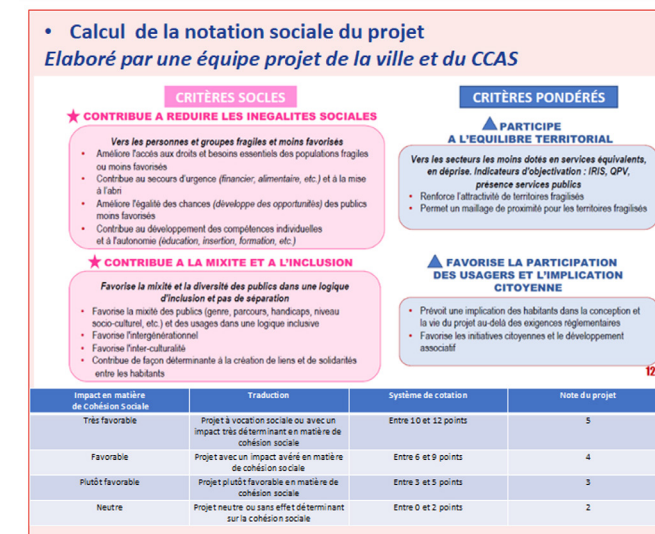 • Calcul de la notation sociale du projet
Elaboré par une équipe projet de la ville et du CCAS
CRITÈRES SOCLES
CONTRIBUE A REDUIRE LES INEGALITES SOCIALES
Vers les personnes et groupes fragiles et moins favorisés
• Améliore l'accès aux droits et besoins essentiels des populations fragiles
ou moins favorisés
• Contribue au secours d'urgence (financier, alimentaire, etc.) et à la mise
à l'abri
• Améliore l'égalité des chances (développe des opportunités) des publics
moins favorisés
• Contribue au développement des compétences individuelles
et à l'autonomie (éducation, insertion, formation, etc.)
CONTRIBUE A LA MIXITE ET A L'INCLUSION
Favorise la mixité et la diversité des publics dans une logique
d'inclusion et pas de séparation
• Favorise la mixité des publics (genre, parcours, handicaps, niveau
socio-culturel, etc.) et des usages dans une logique inclusive
• Favorise l'intergénérationnel
• Favorise l'inter-culturalité
• Contribue de façon déterminante à la création de liens et de solidarités
entre les habitants
CRITÈRES PONDÉRÉS
PARTICIPE
A L'EQUILIBRE TERRITORIAL
Vers les secteurs les moins dotés en services équivalents,
en déprise. Indicateurs d'objectivation : IRIS, QPV,
présence services publics
• Renforce l'attractivité de territoires fragilisés
• Permet un maillage de proximité pour les territoires fragilisés
FAVORISE LA PARTICIPATION
DES USAGERS ET L'IMPLICATION
CITOYENNE
• Prévoit une implication des habitants dans la conception et
la vie du projet au-delà des exigences réglementaires
• Favorise les initiatives citoyennes et le développement
associatif
12
Impact en matière
de Cohésion Sociale
Traduction
Système de cotation
Note du projet
Très favorable
Projet à vocation sociale ou avec un
impact très déterminant en matière de
cohésion sociale
Entre 10 et 12 points
5
Favorable
Projet avec un impact avéré en matière
de cohésion sociale
Entre 6 et 9 points
4
Plutôt favorable
Projet plutôt favorable en matière de
cohésion sociale
Entre 3 et 5 points
3
Neutre
Projet neutre ou sans effet déterminant
sur la cohésion sociale
Entre 0 et 2 points
2